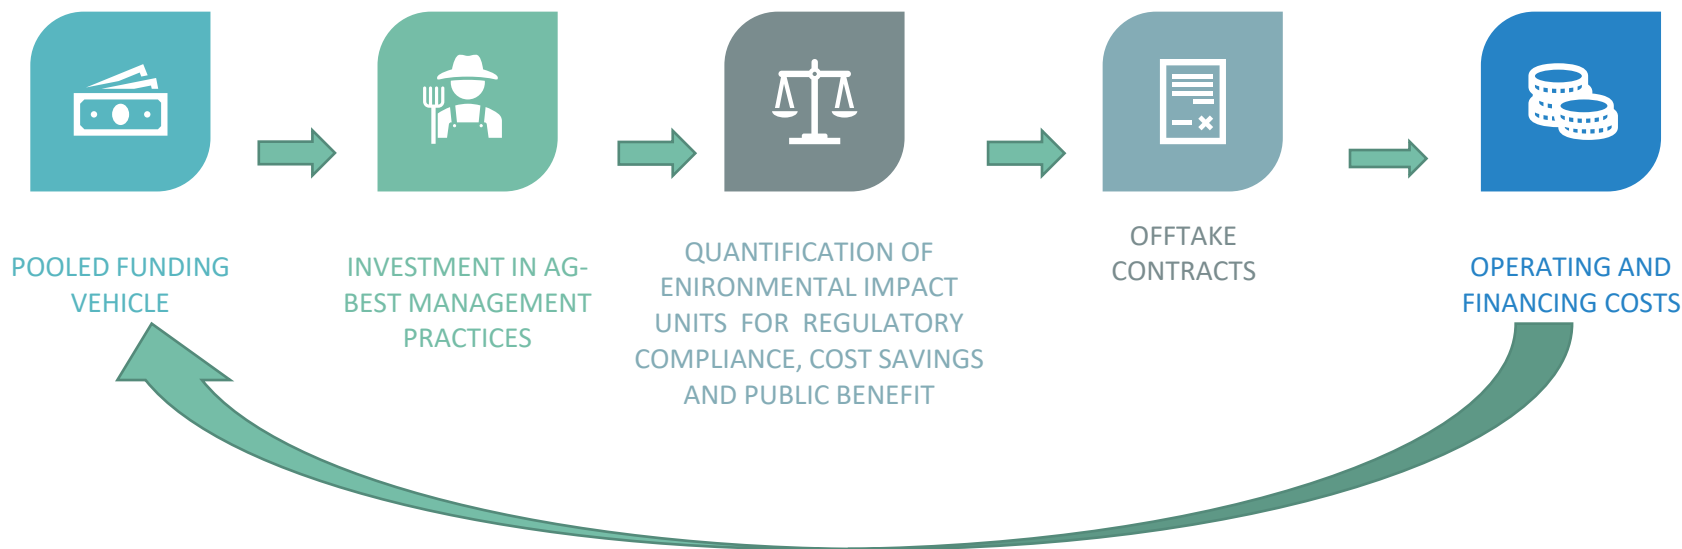 POOLED FUNDING
VEHICLE
INVESTMENT IN AG-
BEST MANAGEMENT
PRACTICES
QUANTIFICATION OF
ENIRONMENTAL IMPACT
UNITS FOR REGULATORY
COMPLIANCE, COST SAVINGS
AND PUBLIC BENEFIT
OFFTAKE
CONTRACTS
OPERATING AND
FINANCING COSTS